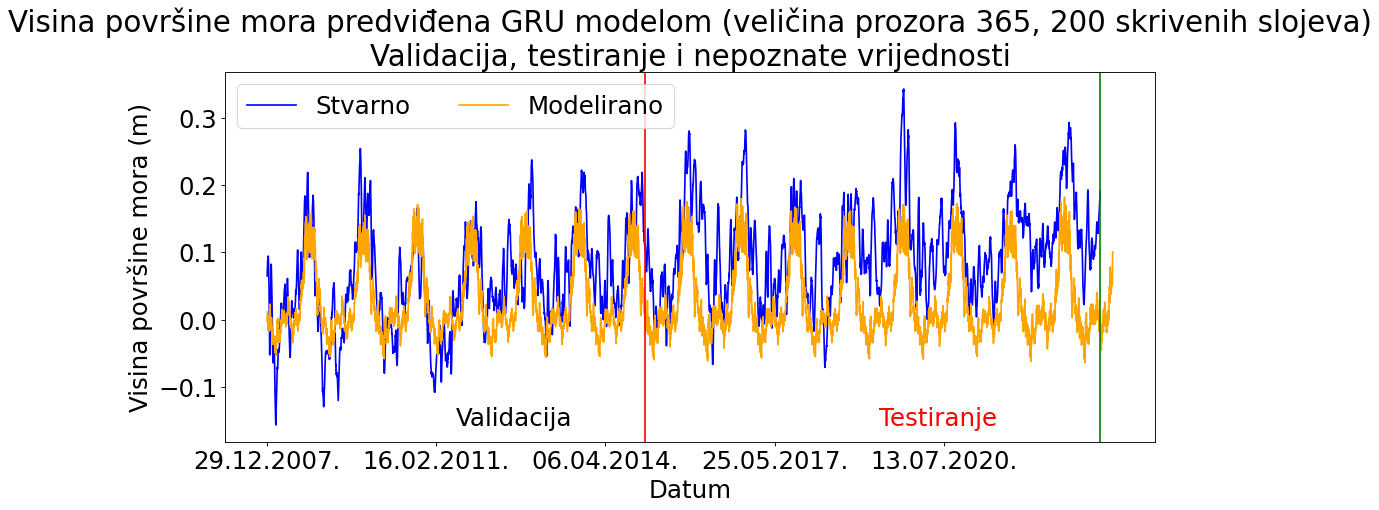 Visina površine mora predviđena GRU modelom (veličina prozora 365, 200 skrivenih slojeva)
Validacija, testiranje i nepoznate vrijednosti
Stvarno
Modelirano
Visina površine mora (m)
0.3
0.2
0.1
0.0
−0.1
Validacija
Testiranje
29.12.2007.
16.02.2011.
06.04.2014.
25.05.2017.
13.07.2020.
Datum